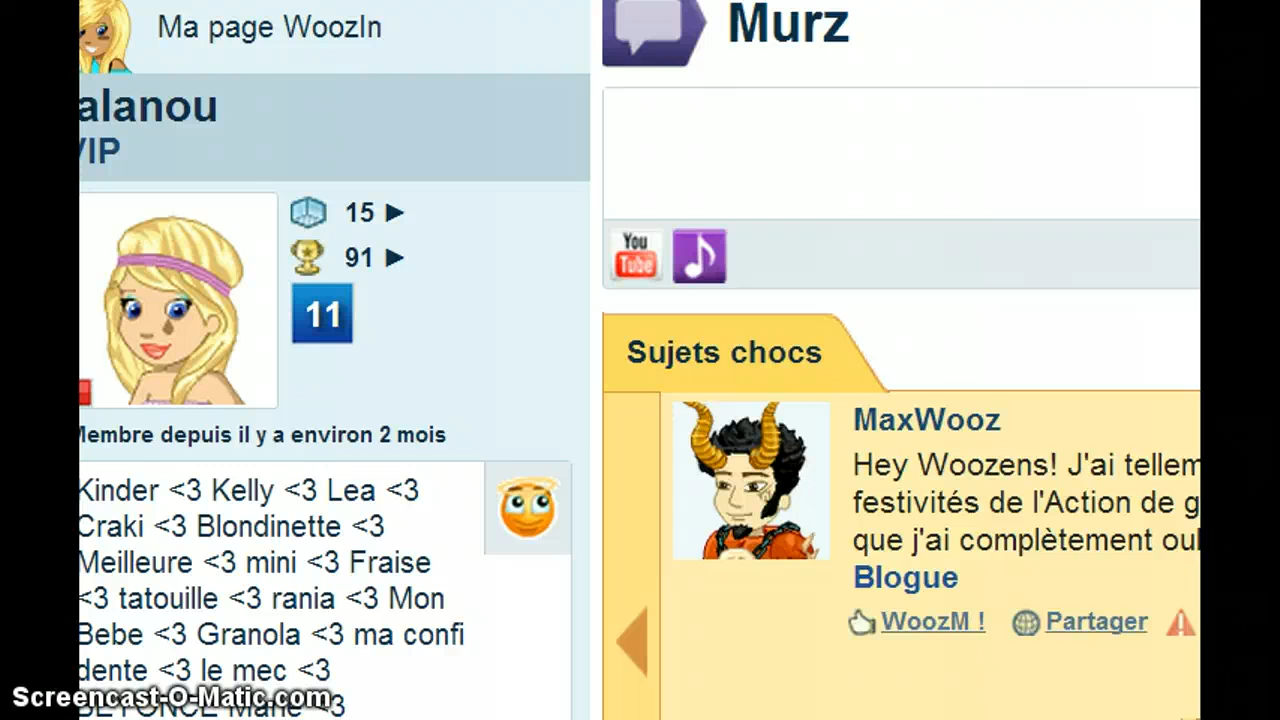 Ma page WoozIn
alanou
VIP
15
91
11
Membre depuis il y a environ 2 mois
Kinder <3 Kelly <3 Lea <3
Craki <3 Blondinette <3
Meilleure <3 mini <3 Fraise
<3 tatouille <3 rania <3 Mon
Bebe <3 Granola <3 ma confi
dente <3 le mec <3
BEYONCE Marie <3
Murz
You
Tube
Sujets chocs
MaxWooz
Hey Woozens! J'ai tellem
festivités de l'Action de g
que j'ai complètement oul
Blogue
WoozM !
Partager
Screencast-O-Matic.com